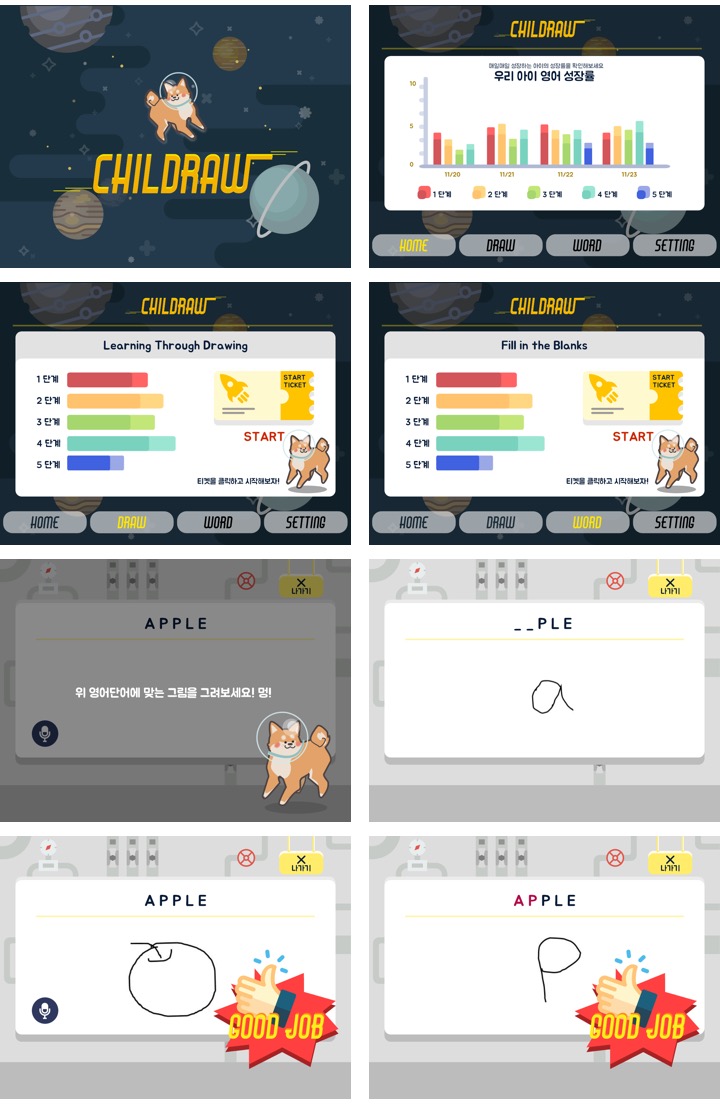 CHILDRAW
CHILDRAW
매일매일 성장하는 아이의 성장률을 확인해보세요
우리 아이 영어 성장률
10
5
0
11/20 11/21 11/22 11/23
1 단계 2 단계 3 단계 4 단계 5 단계
HOME DRAW WORD SETTING
CHILDRAW
Learning Through Drawing
1 단계
2 단계
3 단계
4 단계
5 단계
START
TICKET
START
티켓을 클릭하고 시작해보자!
HOME DRAW WORD SETTING
CHILDRAW
Fill in the Blanks
1 단계
2 단계
3 단계
4 단계
5 단계
START
TICKET
START
티켓을 클릭하고 시작해보자!
HOME DRAW WORD SETTING
나가기
APPLE
위 영어단어에 맞는 그림을 그려보세요! 멍!
나가기
__PLE
a
나가기
APPLE
GOOD JOB
나가기
APPLE
P
GOOD JOB